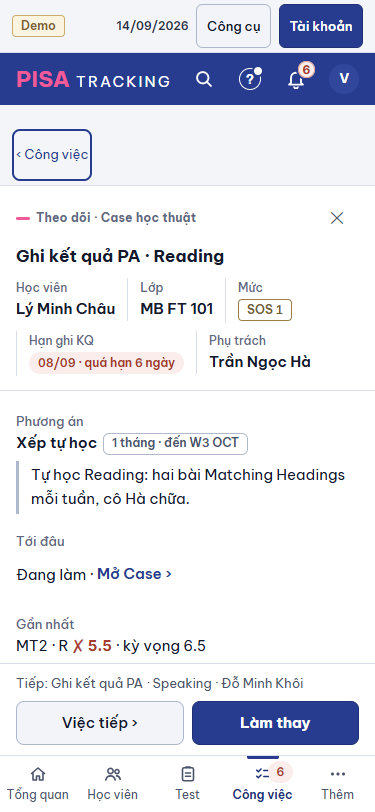 Demo
14/09/2026
Công cụ
Tài khoản
PISA TRACKING
?
6
V
‹ Công việc
Theo dõi · Case học thuật
Ghi kết quả PA · Reading
Học viên
Lớp
Mức
Lý Minh Châu
MB FT 101
SOS 1
Hạn ghi KQ
Phụ trách
08/09 · quá hạn 6 ngày
Trần Ngọc Hà
Phương án
Xếp tự học
1 tháng · đến W3 OCT
Tự học Reading: hai bài Matching Headings
mỗi tuần, cô Hà chữa.
Tới đâu
Đang làm · Mở Case ›
Gần nhất
MT2 · R ✗ 5.5 · kỳ vọng 6.5
Tiếp: Ghi kết quả PA · Speaking · Đỗ Minh Khôi
Việc tiếp ›
Làm thay
6
Tổng quan
Học viên
Test
Công việc
Thêm